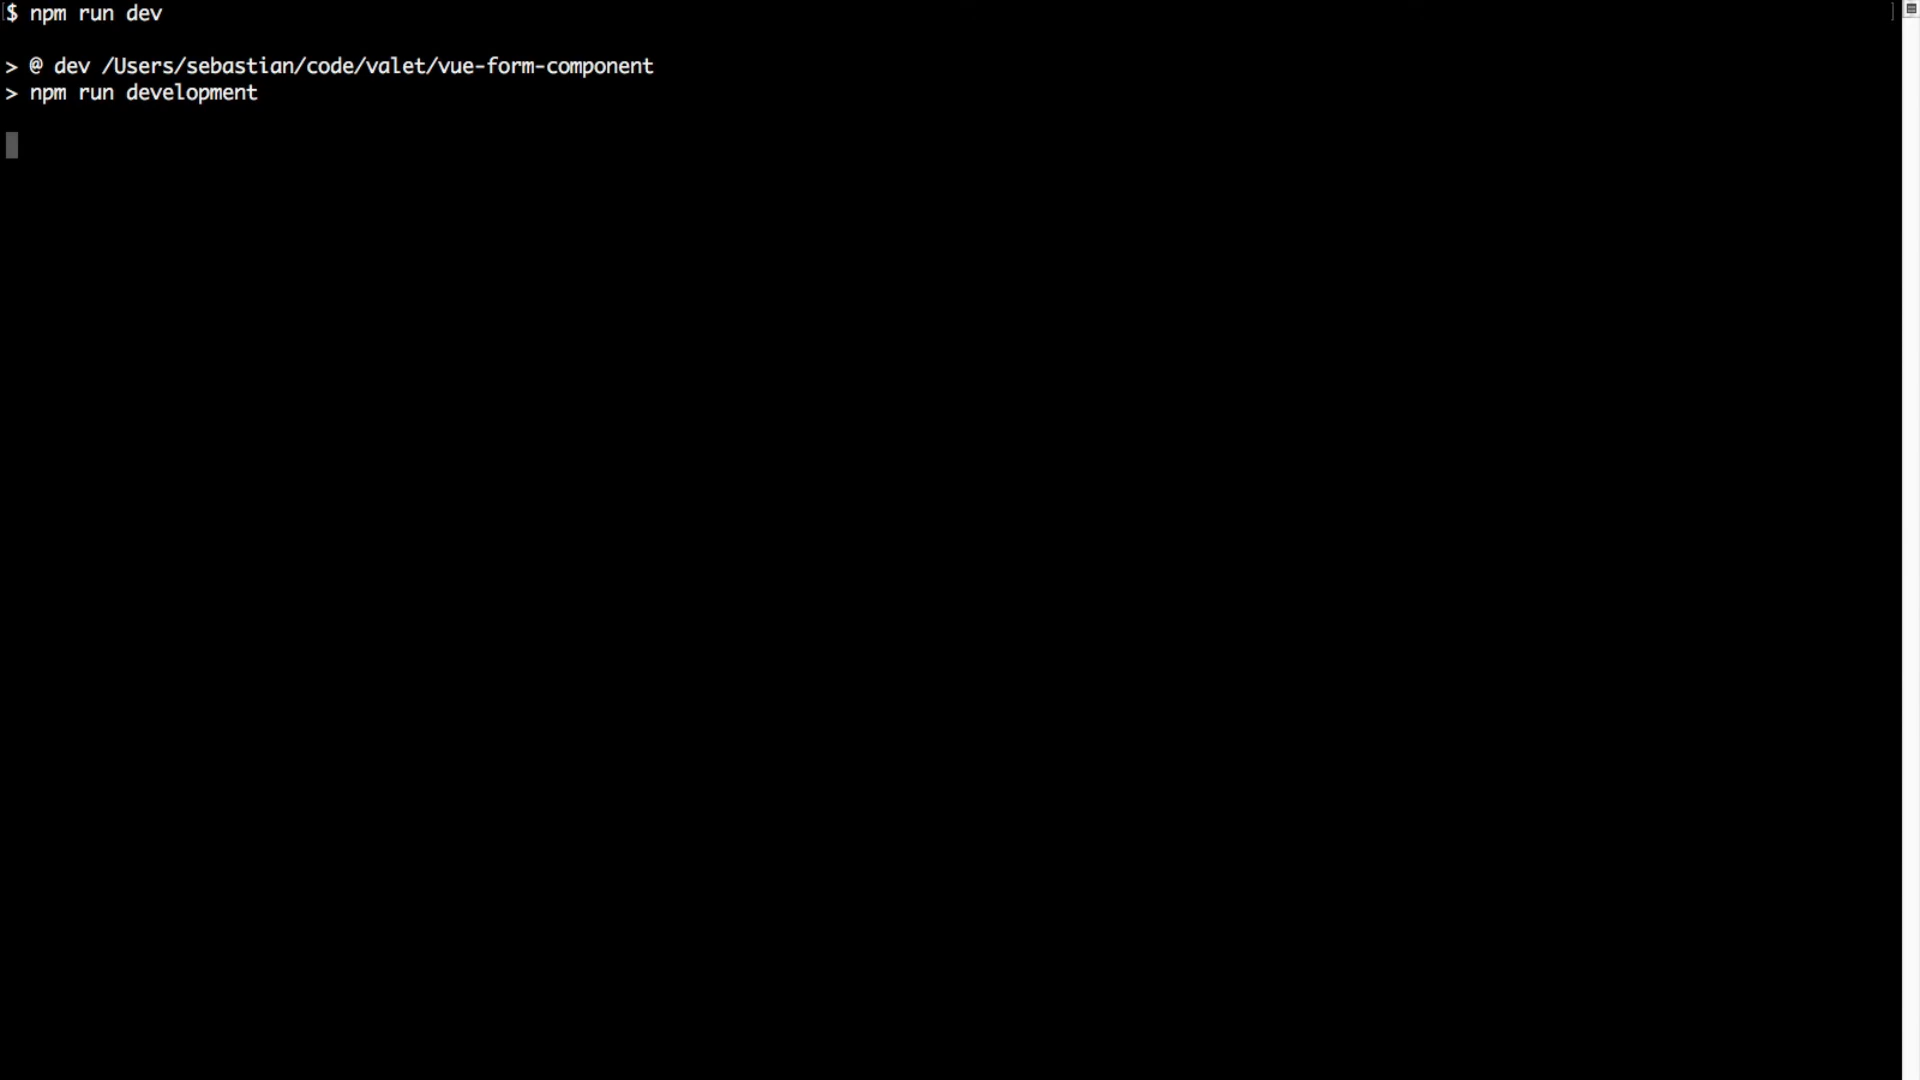 $ npm run dev
> @ dev /Users/sebastian/code/valet/vue-form-component
> npm run development